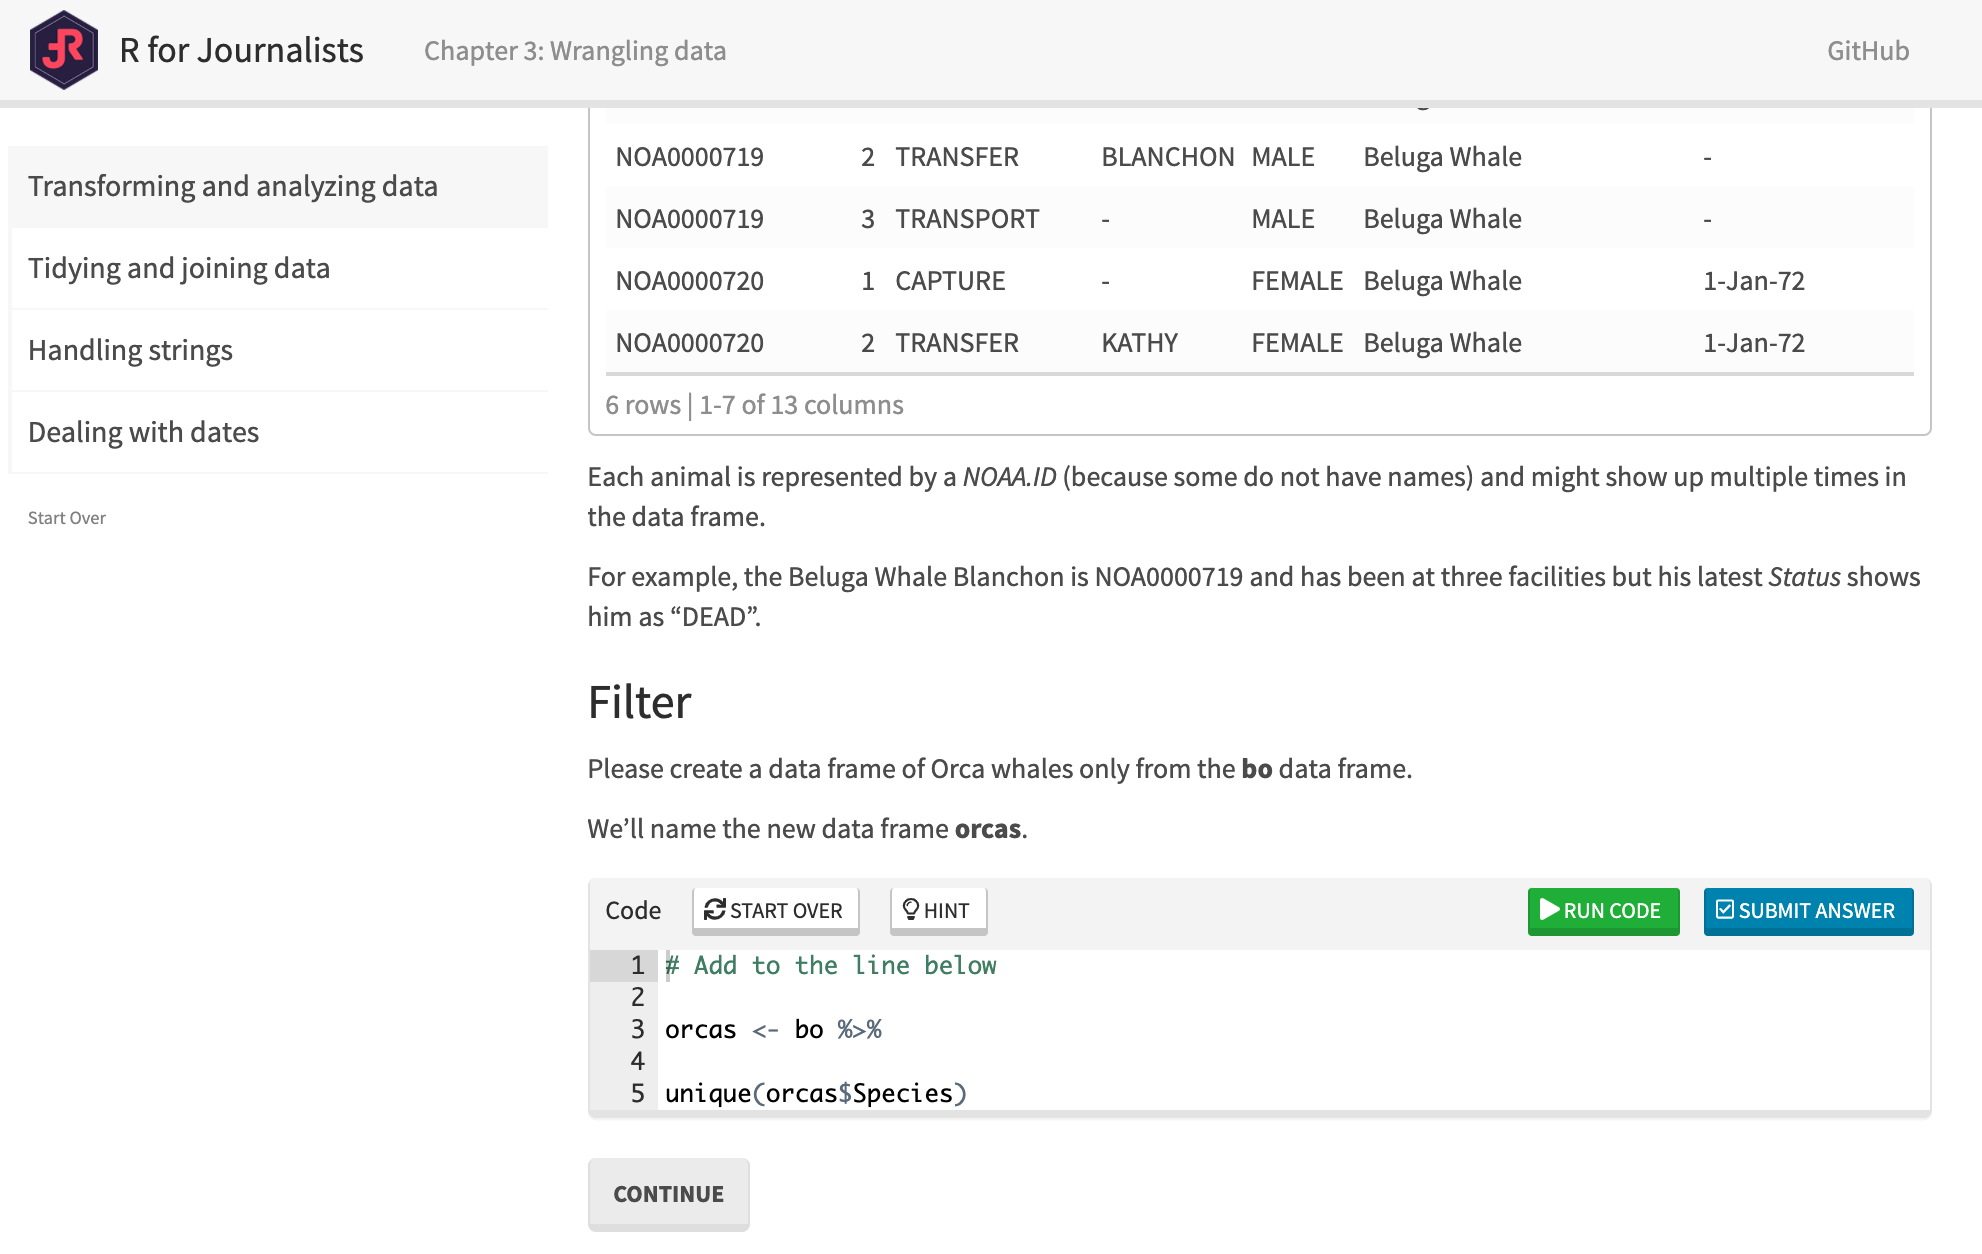 R for Journalists
Chapter 3: Wrangling data
GitHub
Transforming and analyzing data
Tidying and joining data
Handling strings
Dealing with dates
Start Over
NOA0000719 2 TRANSFER BLANCHON MALE Beluga Whale -
NOA0000719 3 TRANSPORT - MALE Beluga Whale -
NOA0000720 1 CAPTURE - FEMALE Beluga Whale 1-Jan-72
NOA0000720 2 TRANSFER KATHY FEMALE Beluga Whale 1-Jan-72
6 rows | 1-7 of 13 columns
Each animal is represented by a NOAA.ID (because some do not have names) and might show up multiple times in
the data frame.
For example, the Beluga Whale Blanchon is NOA0000719 and has been at three facilities but his latest Status shows
him as “DEAD”.
Filter
Please create a data frame of Orca whales only from the bo data frame.
We’ll name the new data frame orcas.
Code START OVER HINT RUN CODE SUBMIT ANSWER
1 # Add to the line below
2
3 orcas <- bo %>%
4
5 unique(orcas$Species)
CONTINUE